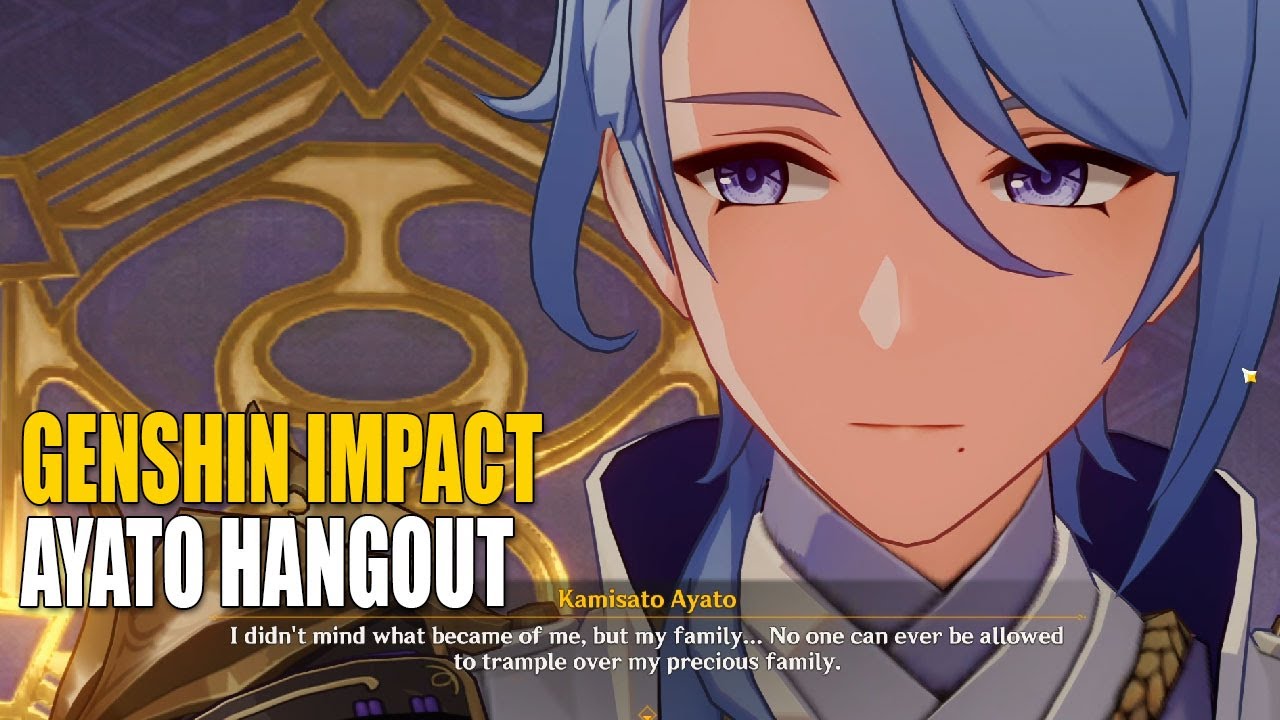 GENSHIN IMPACT
AYATO HANGOUT
Kamisato Ayato
I didn't mind what became of me, but my family... No one can ever be allowed
to trample over my precious family.